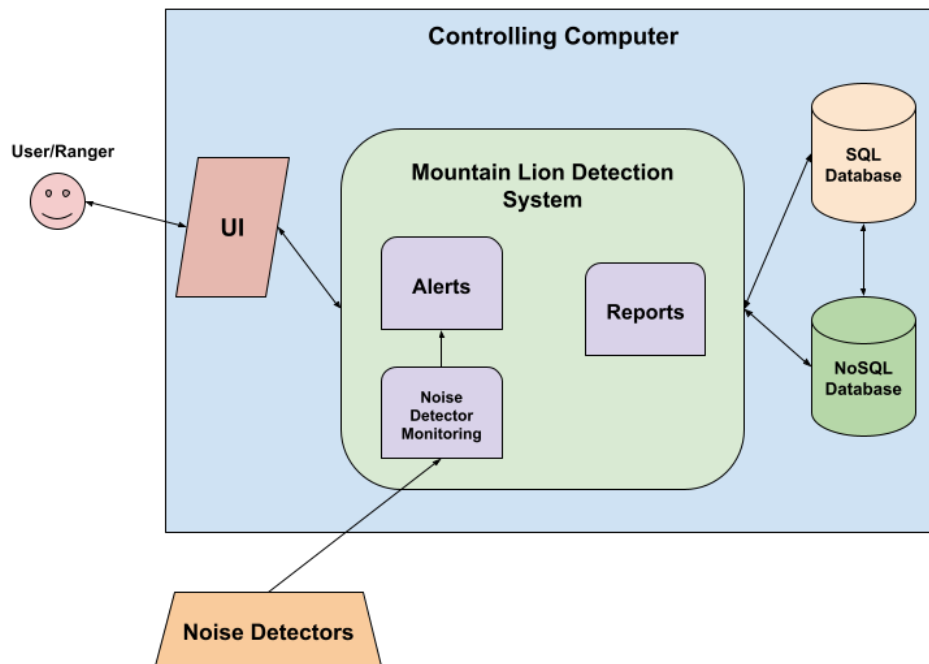 Controlling Computer
User/Ranger
UI
Mountain Lion Detection
System
Alerts
Reports
Noise
Detector
Monitoring
SQL
Database
NoSQL
Database
Noise Detectors